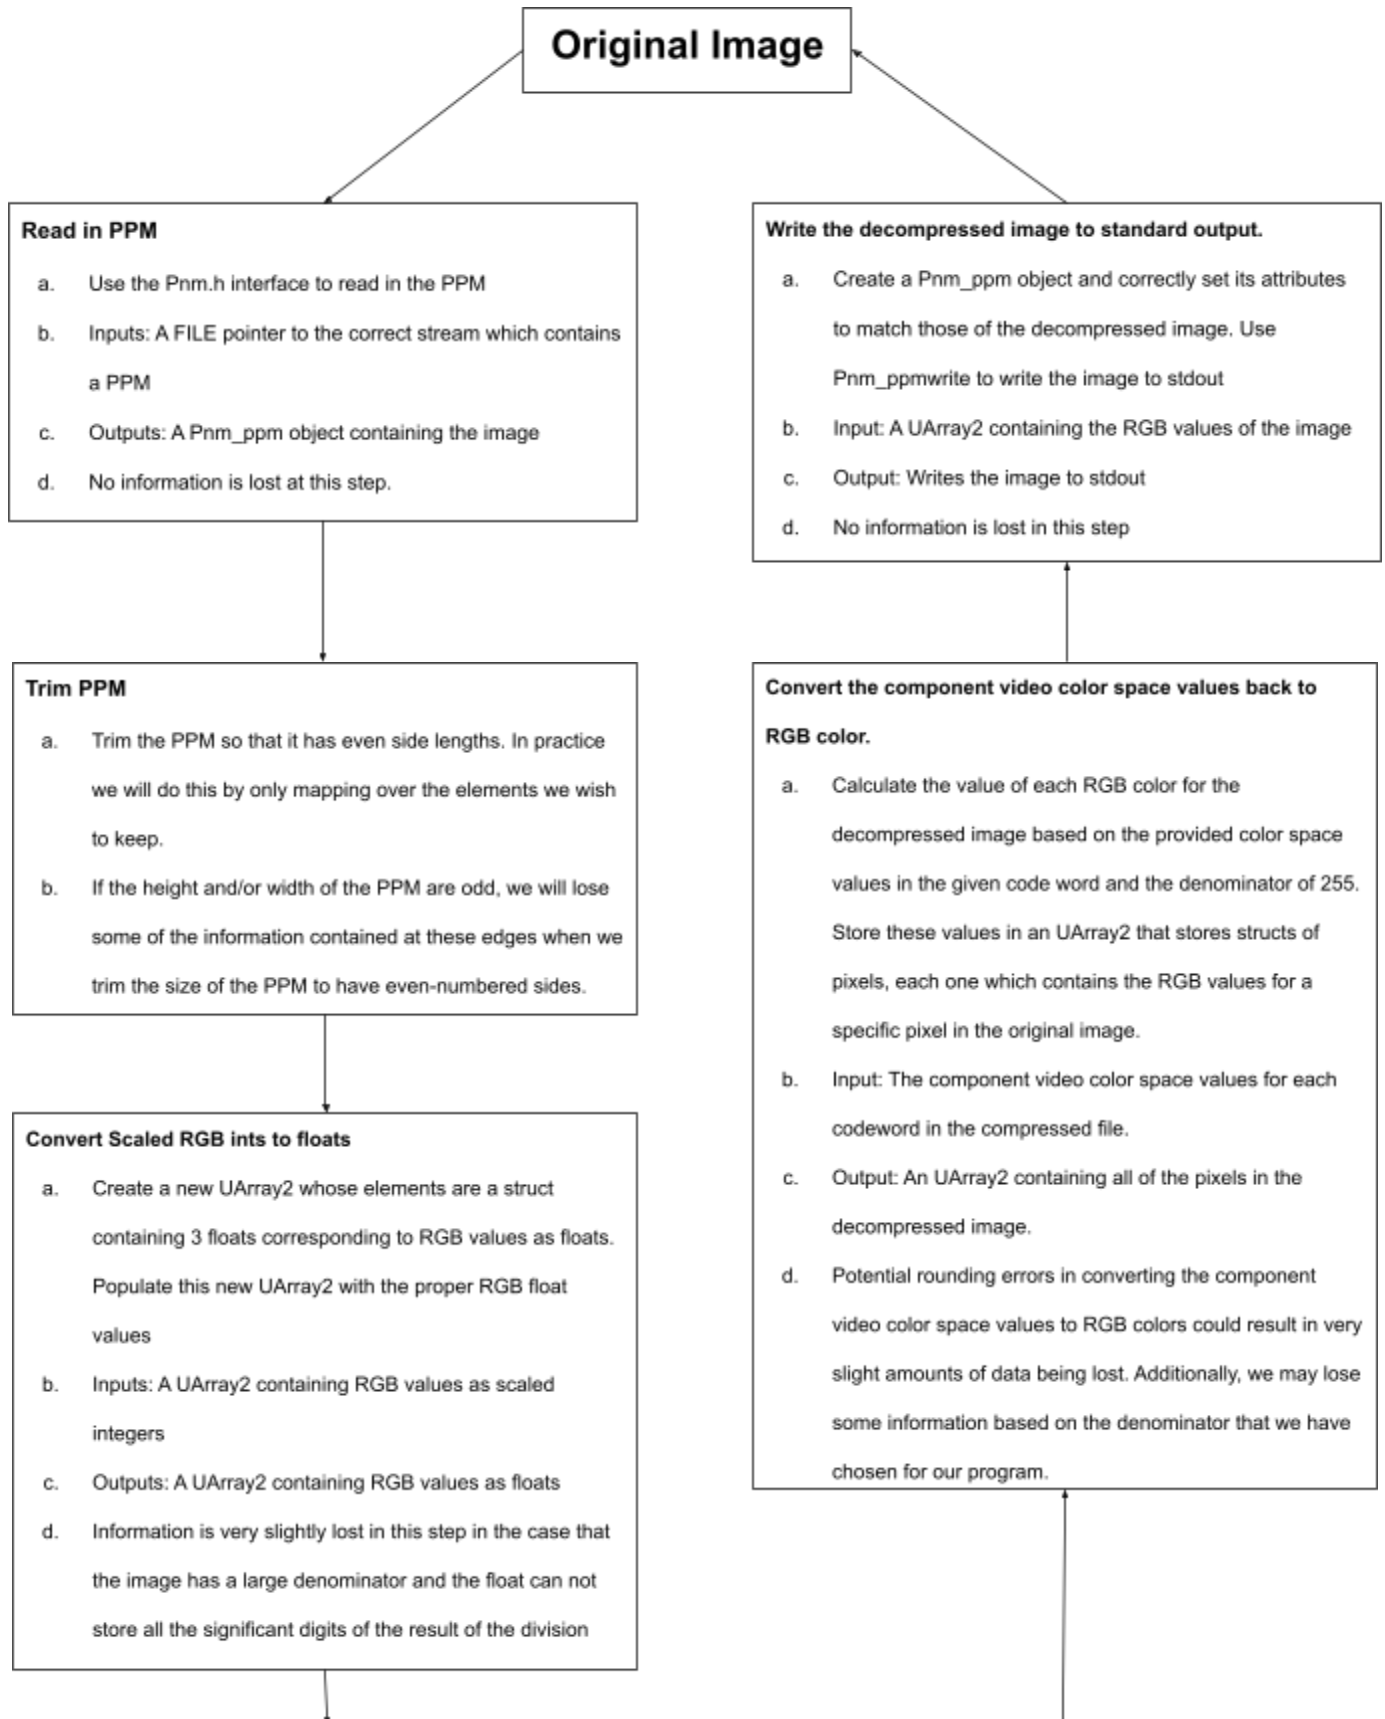 Original Image
Read in PPM
a. Use the Pnm.h interface to read in the PPM
b. Inputs: A FILE pointer to the correct stream which contains
a PPM
c. Outputs: A Pnm_ppm object containing the image
d. No information is lost at this step.
Trim PPM
a. Trim the PPM so that it has even side lengths. In practice
we will do this by only mapping over the elements we wish
to keep.
b. If the height and/or width of the PPM are odd, we will lose
some of the information contained at these edges when we
trim the size of the PPM to have even-numbered sides.
Convert Scaled RGB ints to floats
a. Create a new UArray2 whose elements are a struct
containing 3 floats corresponding to RGB values as floats.
Populate this new UArray2 with the proper RGB float
values
b. Inputs: A UArray2 containing RGB values as scaled
integers
c. Outputs: A UArray2 containing RGB values as floats
d. Information is very slightly lost in this step in the case that
the image has a large denominator and the float can not
store all the significant digits of the result of the division
Write the decompressed image to standard output.
a. Create a Pnm_ppm object and correctly set its attributes
to match those of the decompressed image. Use
Pnm_ppmwrite to write the image to stdout
b. Input: A UArray2 containing the RGB values of the image
c. Output: Writes the image to stdout
d. No information is lost in this step
Convert the component video color space values back to
RGB color.
a. Calculate the value of each RGB color for the
decompressed image based on the provided color space
values in the given code word and the denominator of 255.
Store these values in an UArray2 that stores structs of
pixels, each one which contains the RGB values for a
specific pixel in the original image.
b. Input: The component video color space values for each
codeword in the compressed file.
c. Output: An UArray2 containing all of the pixels in the
decompressed image.
d. Potential rounding errors in converting the component
video color space values to RGB colors could result in very
slight amounts of data being lost. Additionally, we may lose
some information based on the denominator that we have
chosen for our program.